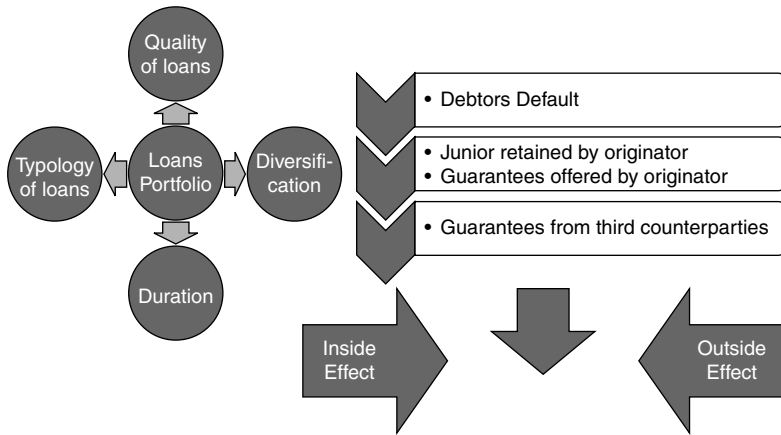 Quality
of loans
Typology
of loans
Loans
Portfolio
Diversifi-
cation
Duration
• Debtors Default
• Junior retained by originator
• Guarantees offered by originator
• Guarantees from third counterparties
Inside
Effect
Outside
Effect